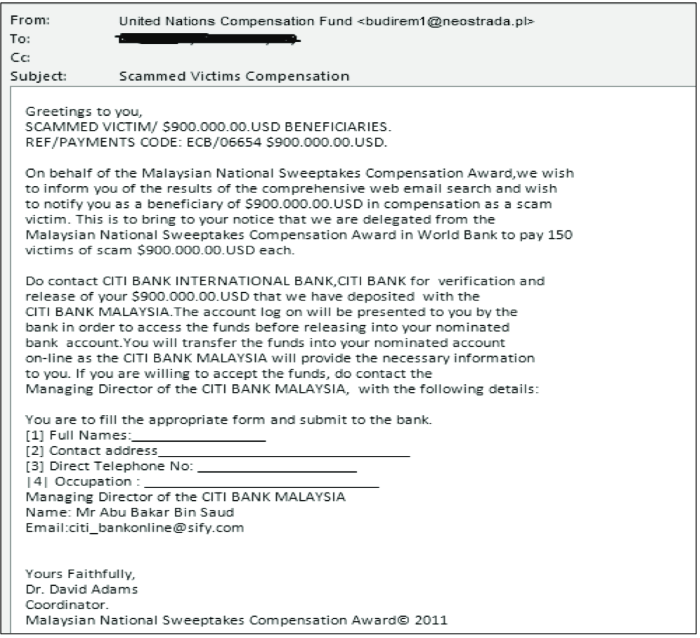 From: United Nations Compensation Fund <budirem1@neostrada.pl>
To:
Cc:
Subject: Scammed Victims Compensation
Greetings to you,
SCAMMED VICTIM/ $900.000.00.USD BENEFICIARIES.
REF/PAYMENTS CODE: ECB/06654 $900.000.00.USD.
On behalf of the Malaysian National Sweeptakes Compensation Award,we wish
to inform you of the results of the comprehensive web email search and wish
to notify you as a beneficiary of $900.000.00.USD in compensation as a scam
victim. This is to bring to your notice that we are delegated from the
Malaysian National Sweeptakes Compensation Award in World Bank to pay 150
victims of scam $900.000.00.USD each.
Do contact CITI BANK INTERNATIONAL BANK,CITI BANK for verification and
release of your $900.000.00.USD that we have deposited with the
CITI BANK MALAYSIA.The account log on will be presented to you by the
bank in order to access the funds before releasing into your nominated
bank account.You will transfer the funds into your nominated account
on-line as the CITI BANK MALAYSIA will provide the necessary information
to you. If you are willing to accept the funds, do contact the
Managing Director of the CITI BANK MALAYSIA, with the following details:
You are to fill the appropriate form and submit to the bank.
[1] Full Names:_________________
[2] Contact address________________________________
[3] Direct Telephone No: ____________________
|4| Occupation : ______________________________
Managing Director of the CITI BANK MALAYSIA
Name: Mr Abu Bakar Bin Saud
Email:citi_bankonline@sify.com
Yours Faithfully,
Dr. David Adams
Coordinator.
Malaysian National Sweeptakes Compensation Award© 2011